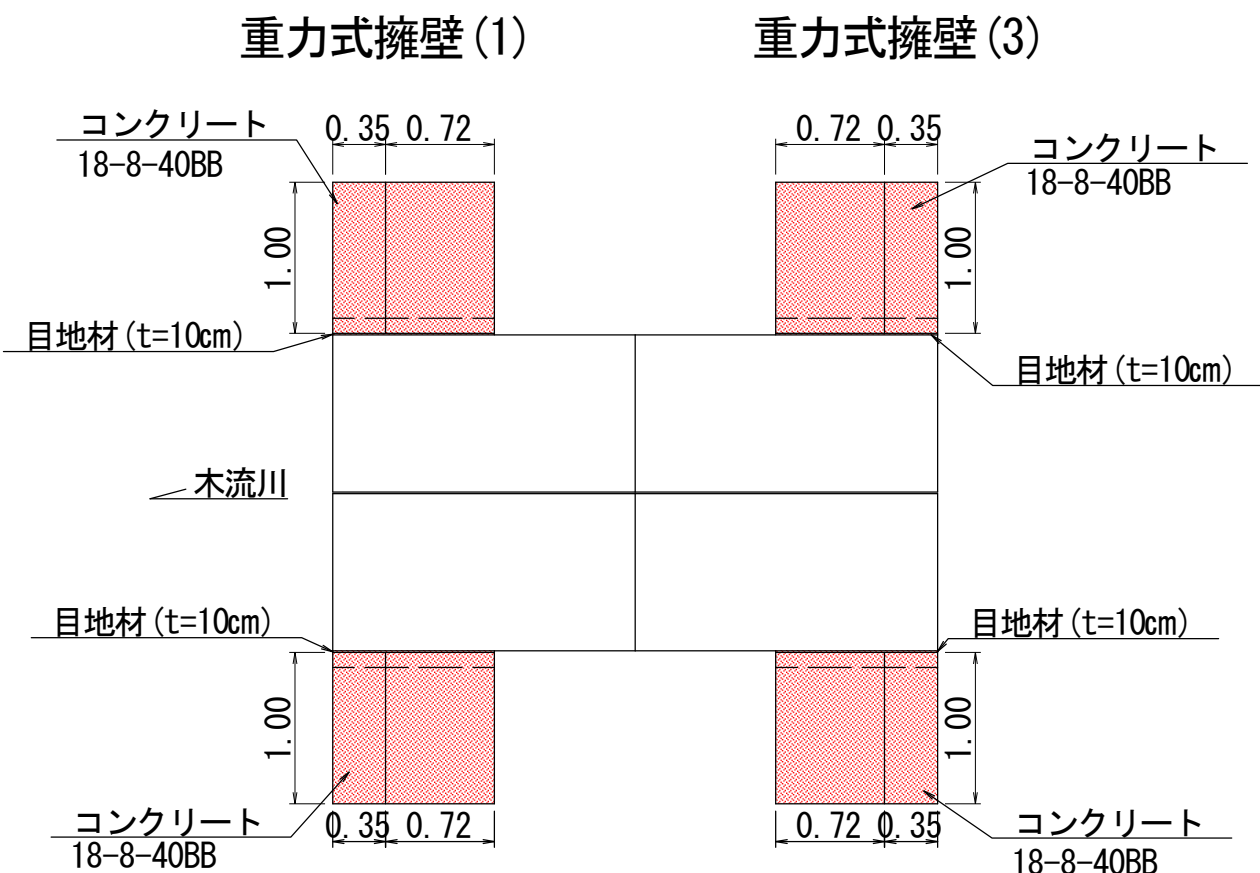 重力式擁壁(1)
重力式擁壁(3)
コンクリート
18-8-40BB
0.35 0.72
0.72 0.35
コンクリート
18-8-40BB
1.00
1.00
目地材(t=10cm)
目地材(t=10cm)
木流川
目地材(t=10cm)
目地材(t=10cm)
1.00
1.00
コンクリート
18-8-40BB
0.35 0.72
0.72 0.35
コンクリート
18-8-40BB